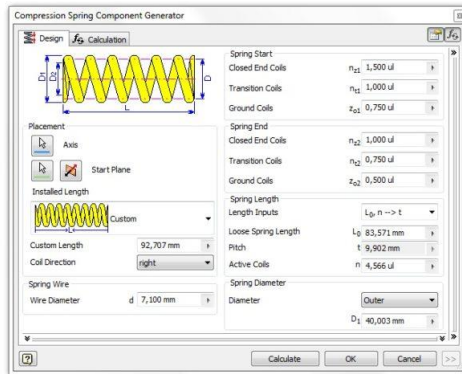 Compression Spring Component Generator
Design
fG Calculation
D1
D2
D
L
Placement
Axis
Start Plane
Installed Length
L
Custom
Custom Length 92,707 mm
Coil Direction right
Spring Wire
Wire Diameter d 7,100 mm
Spring Start
Closed End Coils nz1 1,500 ul
Transition Coils nt1 1,000 ul
Ground Coils zo1 0,750 ul
Spring End
Closed End Coils nz2 1,000 ul
Transition Coils nt2 0,750 ul
Ground Coils zo2 0,500 ul
Spring Length
Length Inputs L0, n --> t
Loose Spring Length L0 83,571 mm
Pitch t 9,902 mm
Active Coils n 4,566 ul
Spring Diameter
Diameter Outer
D1 40,003 mm
Calculate OK Cancel >>